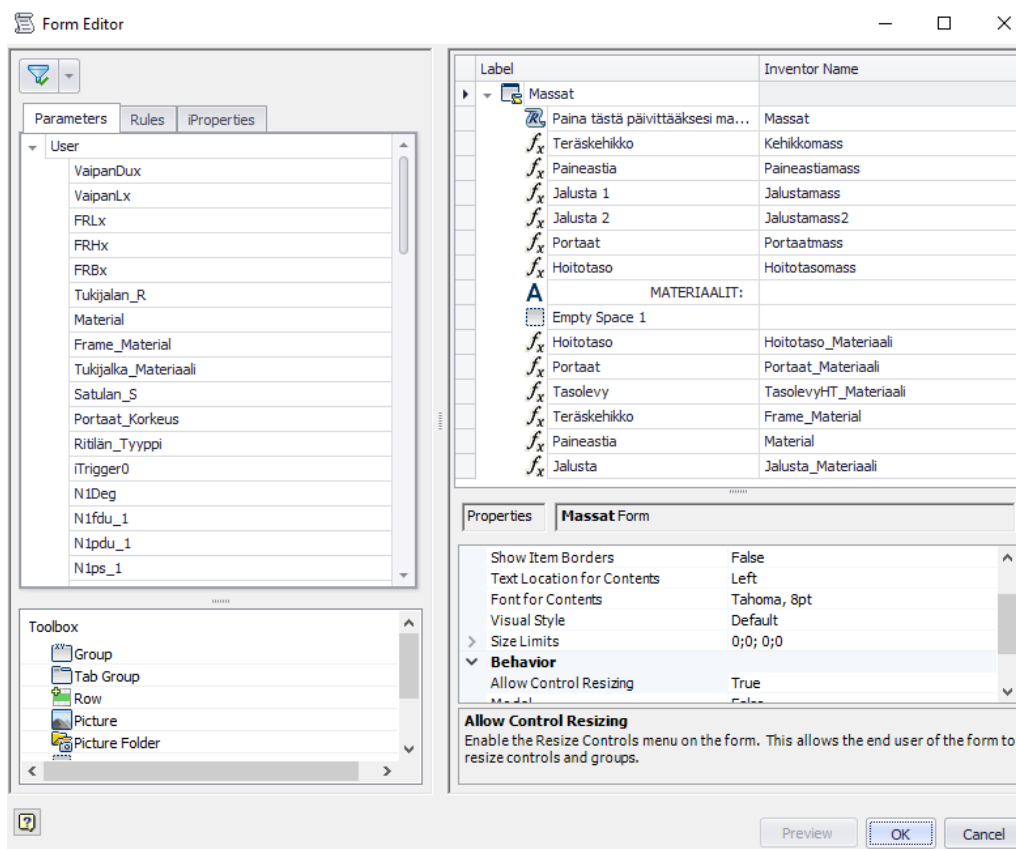 Form Editor
Parameters Rules iProperties
User
VaipanDux
VaipanLx
FRLx
FRHx
FRBx
Tukijalan_R
Material
Frame_Material
Tukijalka_Materiaali
Satulan_S
Portaat_Korkeus
Ritilän_Tyyppi
iTrigger0
N1Deg
N1fdu_1
N1pdu_1
N1ps_1
Toolbox
Group
Tab Group
Row
Picture
Picture Folder
Label Inventor Name
Massat
Paina tästä päivittääksesi ma... Massat
Teräskehikko Kehikkomass
Paineastia Paineastiamass
Jalusta 1 Jalustamass
Jalusta 2 Jalustamass2
Portaat Portaatmass
Hoitotaso Hoitotasomass
A MATERIAALIT:
Empty Space 1
Hoitotaso Hoitotaso_Materiaali
Portaat Portaat_Materiaali
Tasolevy TasolevyHT_Materiaali
Teräskehikko Frame_Material
Paineastia Material
Jalusta Jalusta_Materiaali
Properties Massat Form
Show Item Borders False
Text Location for Contents Left
Font for Contents Tahoma, 8pt
Visual Style Default
Size Limits 0;0; 0;0
Behavior
Allow Control Resizing True
Allow Control Resizing
Enable the Resize Controls menu on the form. This allows the end user of the form to
resize controls and groups.
Preview OK Cancel